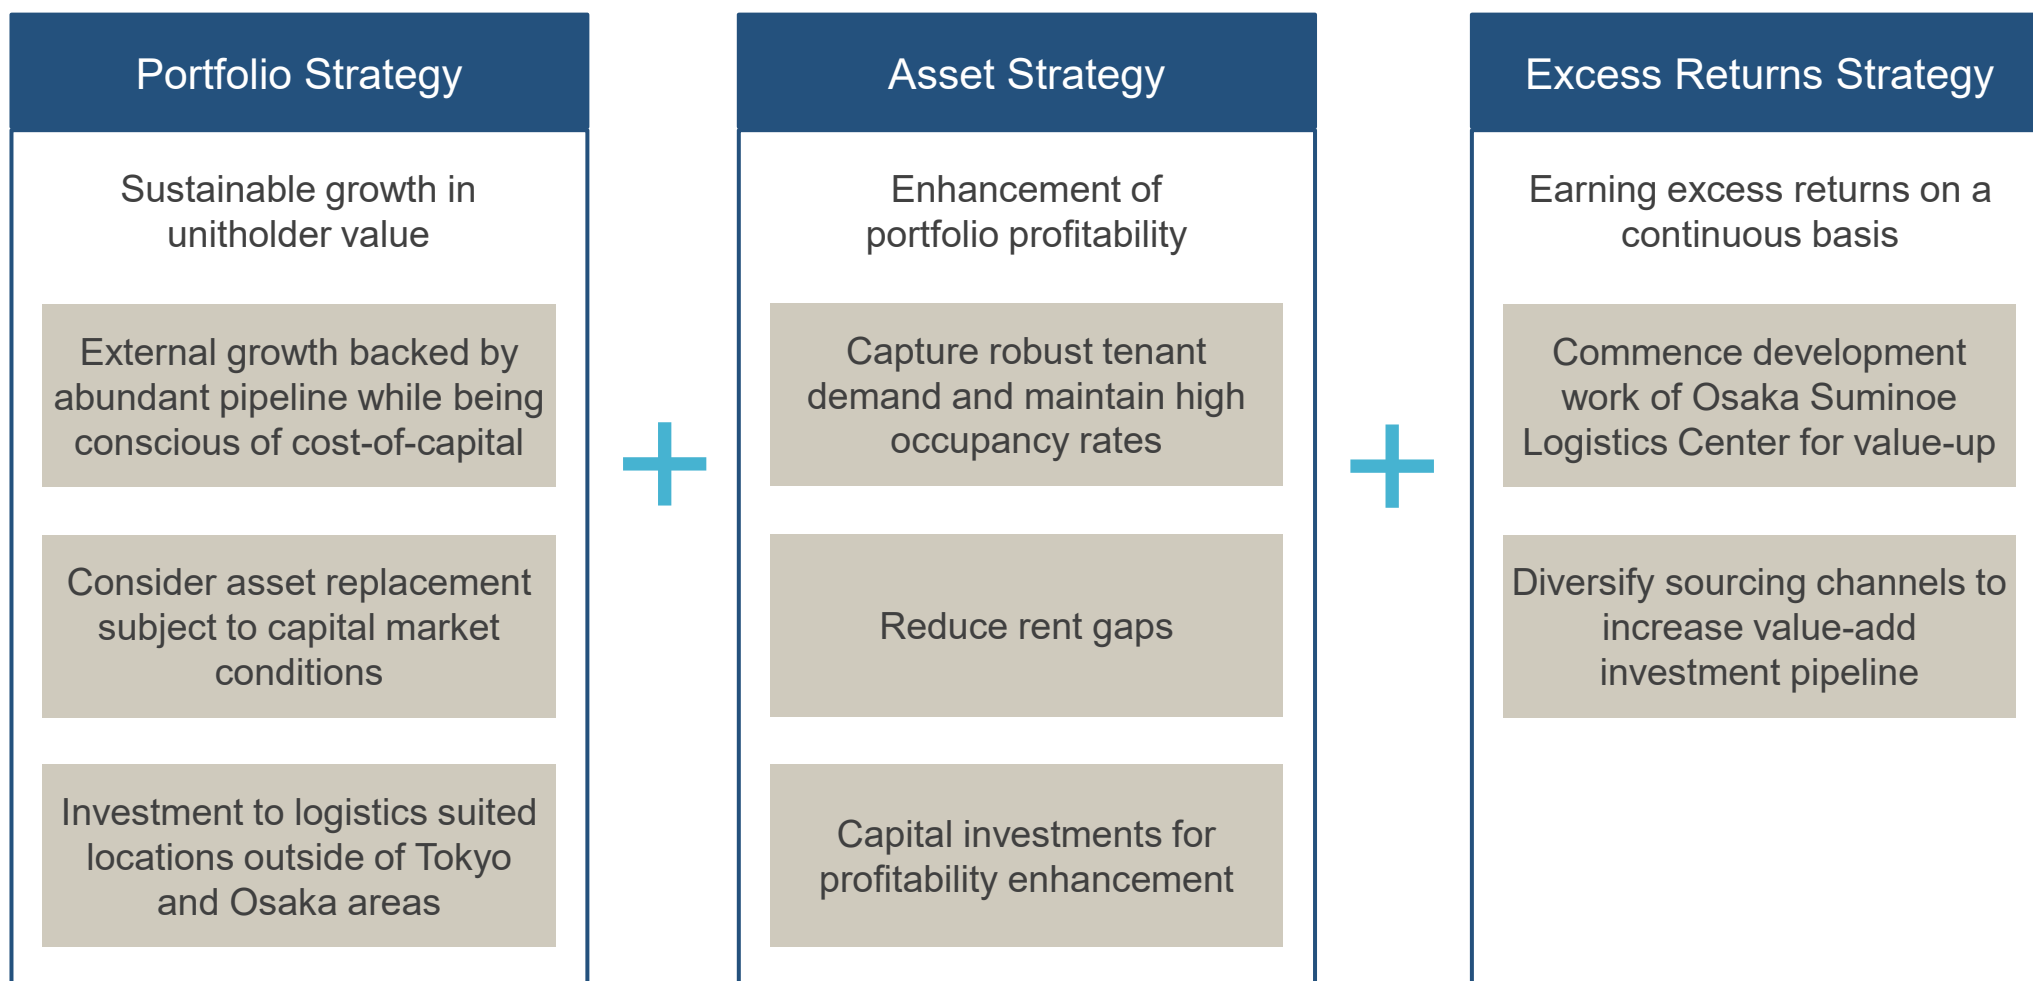 Portfolio Strategy
Sustainable growth in
unitholder value
External growth backed by
abundant pipeline while being
conscious of cost-of-capital
Consider asset replacement
subject to capital market
conditions
Investment to logistics suited
locations outside of Tokyo
and Osaka areas
Asset Strategy
Enhancement of
portfolio profitability
Capture robust tenant
demand and maintain high
occupancy rates
Reduce rent gaps
Capital investments for
profitability enhancement
Excess Returns Strategy
Earning excess returns on a
continuous basis
Commence development
work of Osaka Suminoe
Logistics Center for value-up
Diversify sourcing channels to
increase value-add
investment pipeline